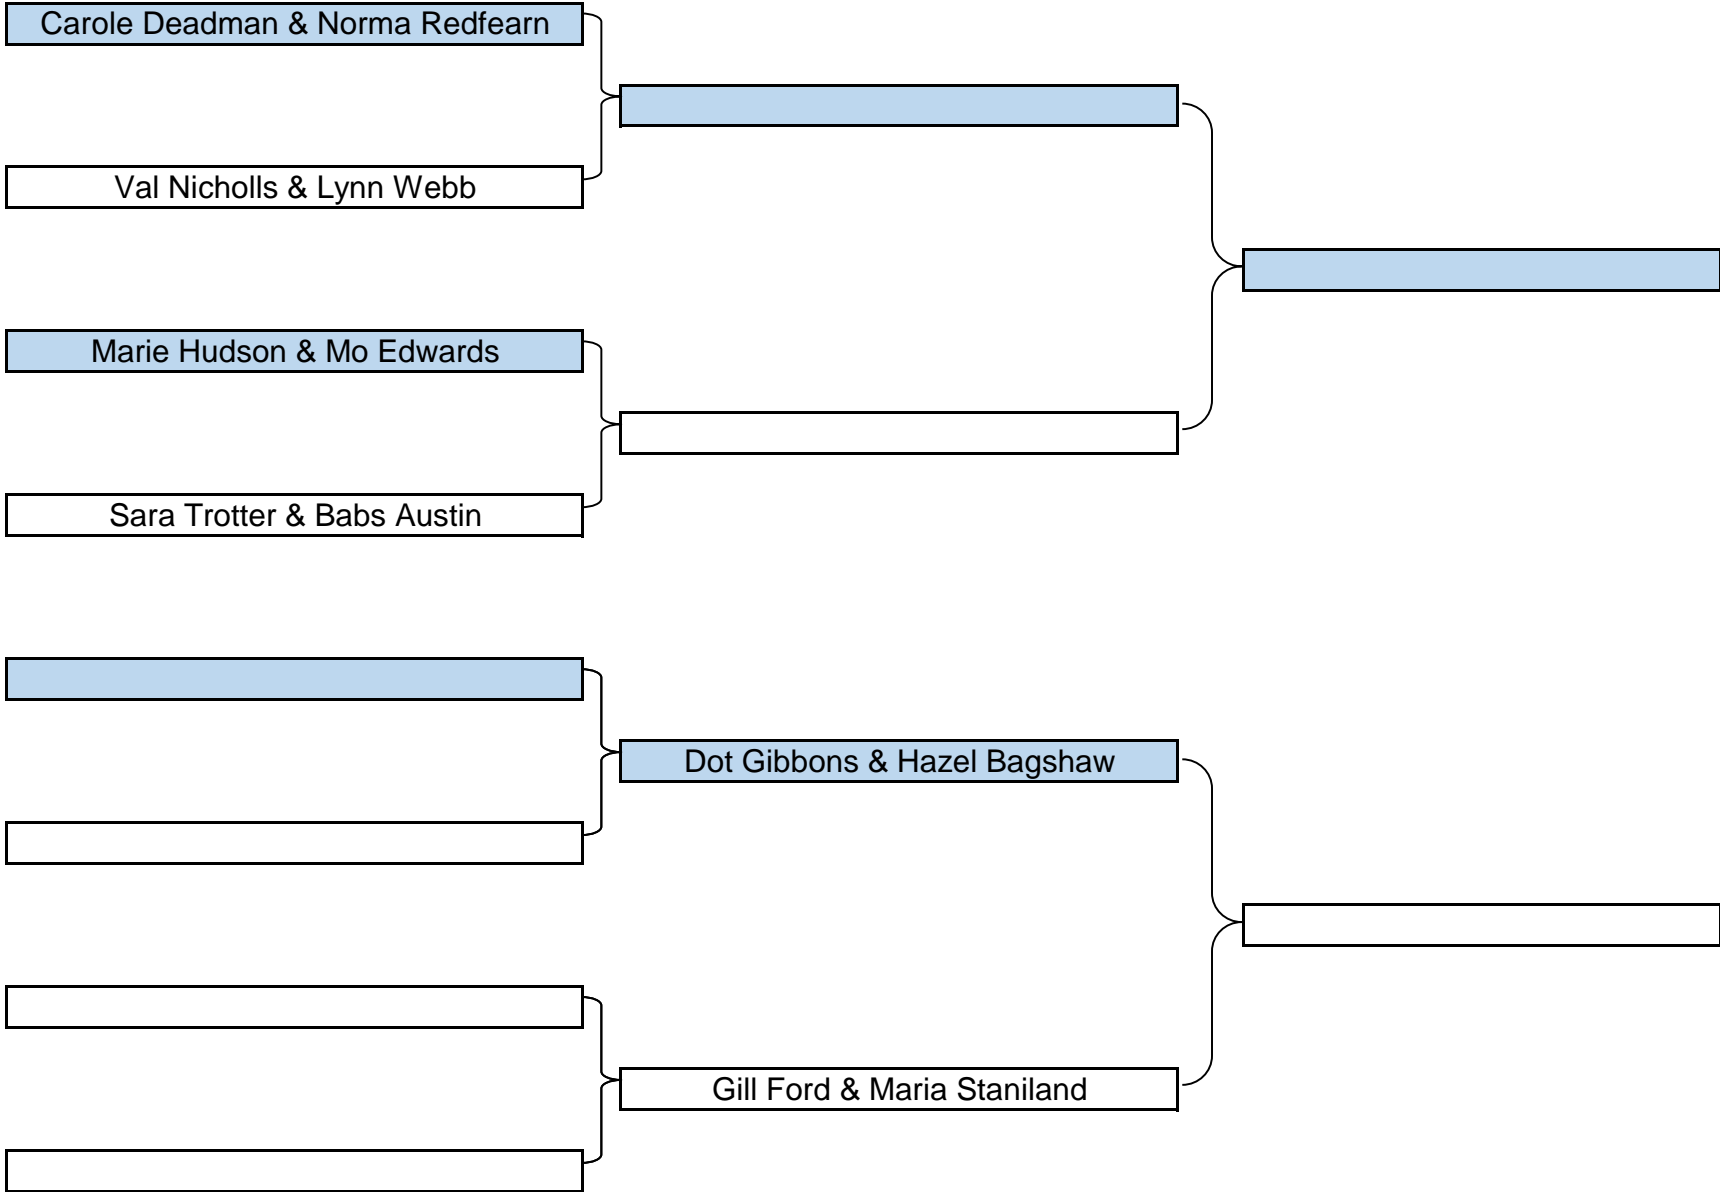 Carole Deadman & Norma Redfearn
Val Nicholls & Lynn Webb
Marie Hudson & Mo Edwards
Sara Trotter & Babs Austin
Dot Gibbons & Hazel Bagshaw
Gill Ford & Maria Staniland